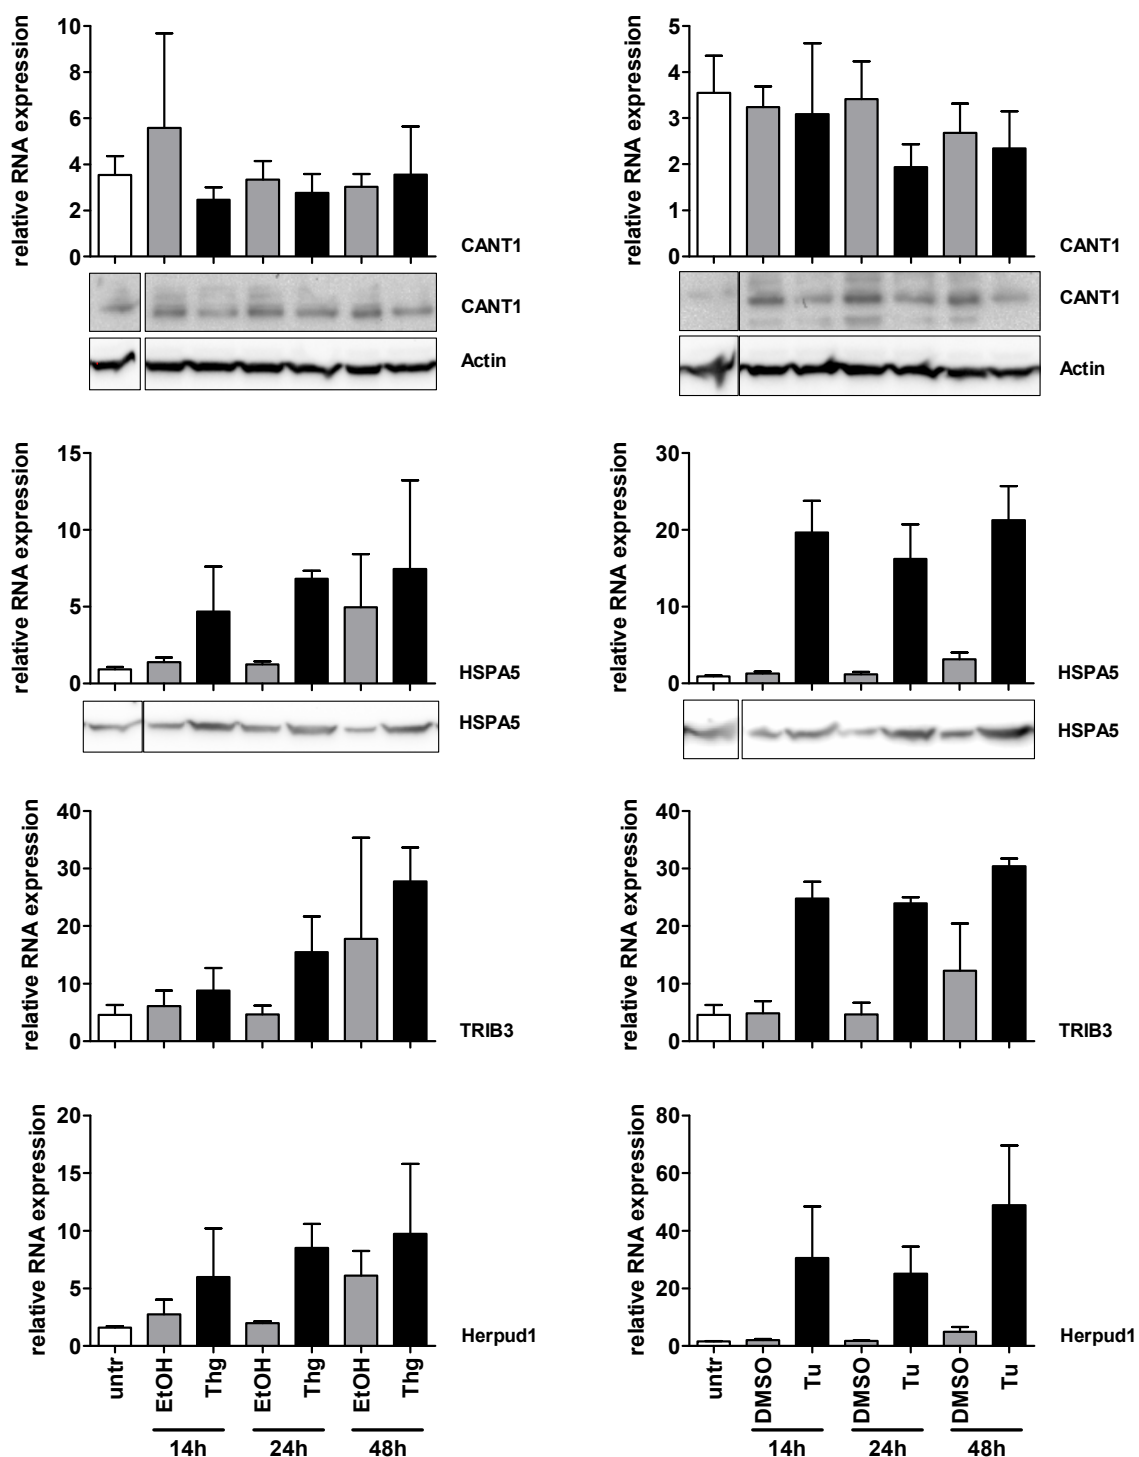 relative RNA expression
10
8
6
4
2
0
CANT1
CANT1
Actin
relative RNA expression
5
4
3
2
1
0
CANT1
CANT1
Actin
relative RNA expression
15
10
5
0
HSPA5
HSPA5
relative RNA expression
30
20
10
0
HSPA5
HSPA5
relative RNA expression
40
30
20
10
0
TRIB3
relative RNA expression
40
30
20
10
0
TRIB3
relative RNA expression
20
15
10
5
0
Herpud1
untr
EtOH
Thg
EtOH
Thg
EtOH
Thg
14h
24h
48h
relative RNA expression
80
60
40
20
0
Herpud1
untr
DMSO
Tu
DMSO
Tu
DMSO
Tu
14h
24h
48h